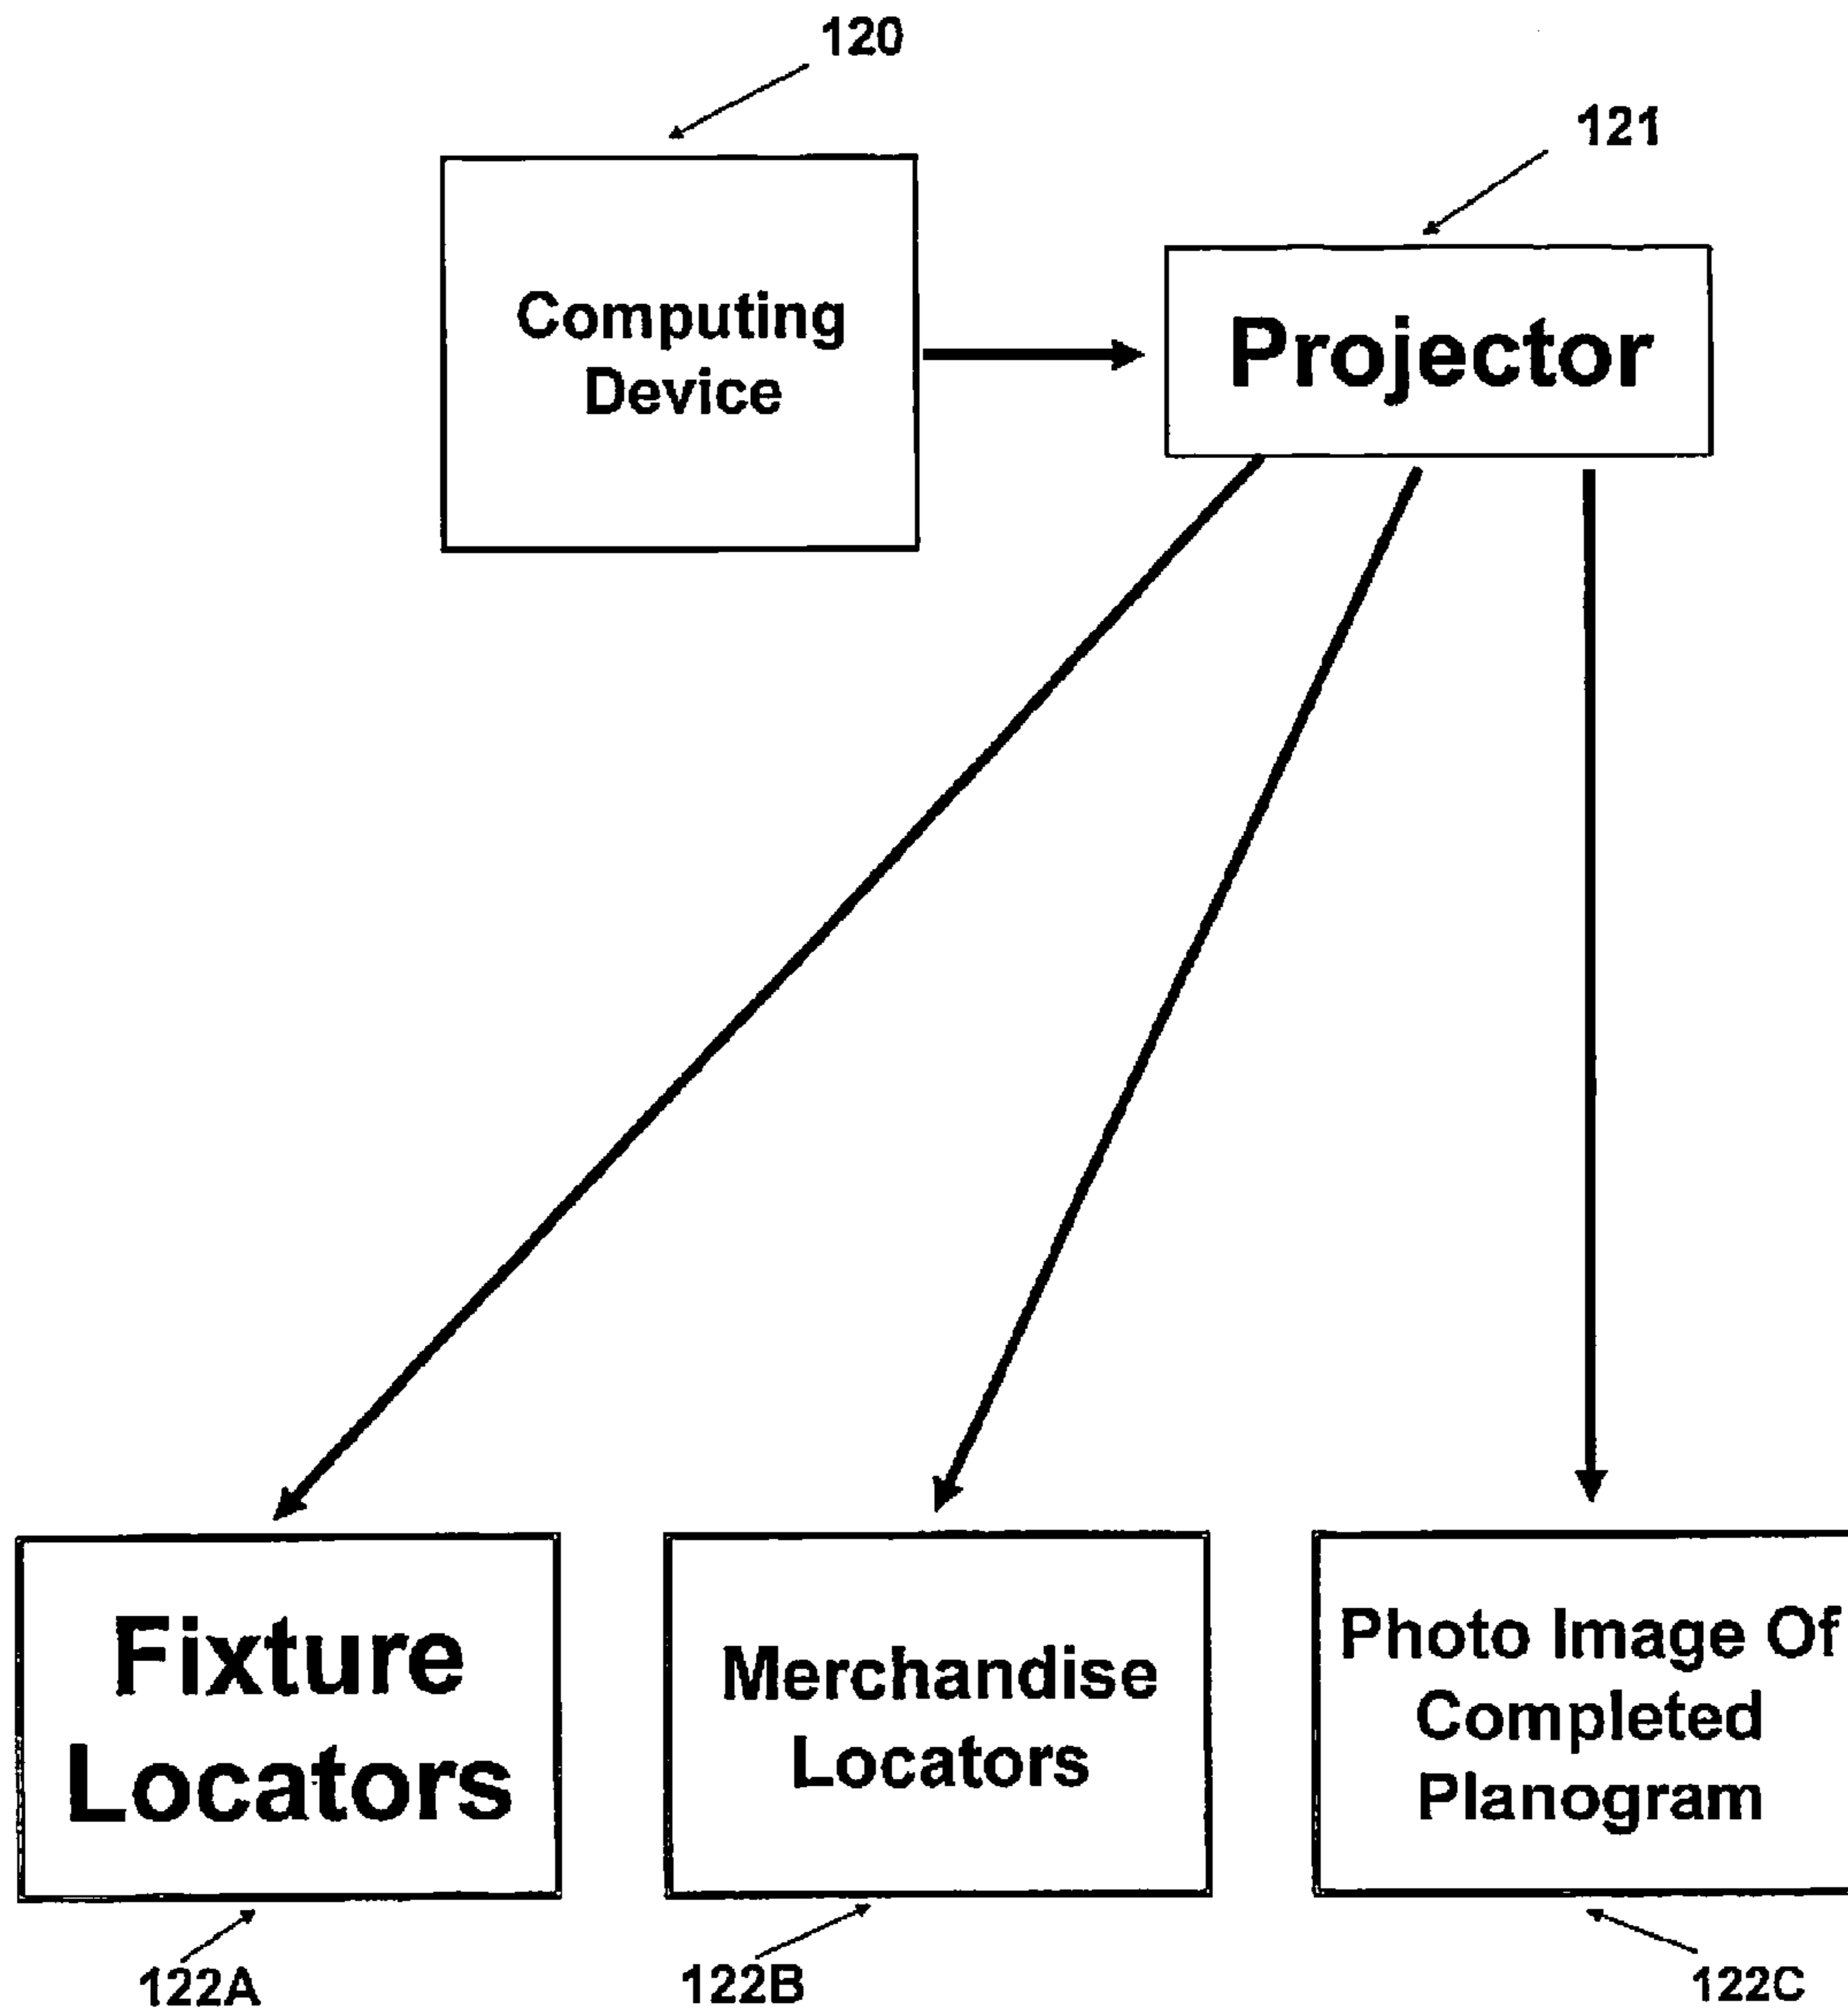 120
121
Computing
Device
Projector
Fixture
Locators
Merchandise
Locators
Photo Image Of
Completed
Planogram
122A
122B
122C